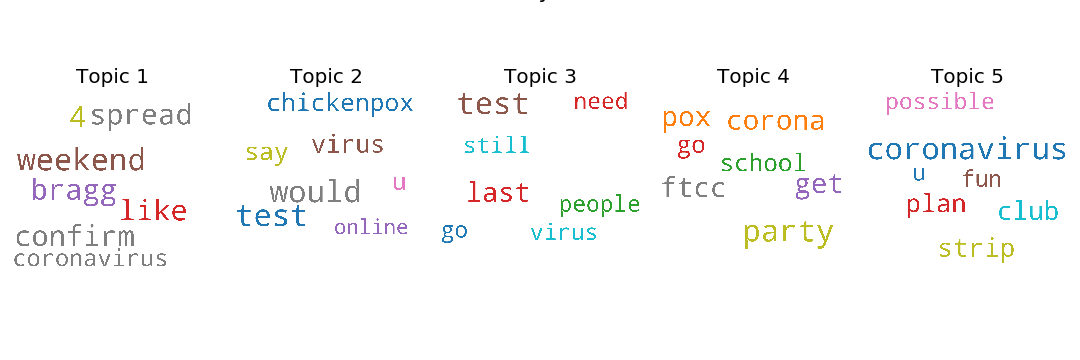 Topic 1
4 spread
weekend
bragg
like
confirm
coronavirus
Topic 2
chickenpox
say virus
would u
test
online
Topic 3
test need
still
last
people
go virus
Topic 4
pox corona
go
school
ftcc get
party
Topic 5
possible
coronavirus
u fun
plan club
strip